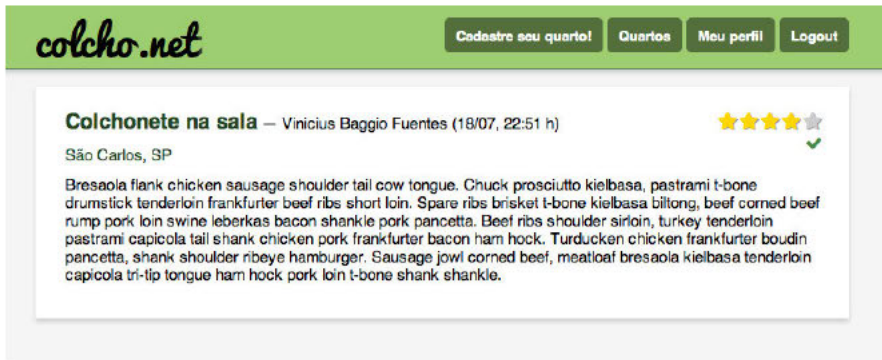 colcho.net
Cadastre seu quarto! Quartos Meu perfil Logout
Colchonete na sala – Vinicius Baggio Fuentes (18/07, 22:51 h)
São Carlos, SP
Bresaola flank chicken sausage shoulder tail cow tongue. Chuck prosciutto kielbasa, pastrami t-bone
drumstick tenderloin frankfurter beef ribs short loin. Spare ribs brisket t-bone kielbasa biltong, beef corned beef
rump pork loin swine leberkas bacon shankle pork pancetta. Beef ribs shoulder sirloin, turkey tenderloin
pastrami capicola tail shank chicken pork frankfurter bacon ham hock. Turducken chicken frankfurter boudin
pancetta, shank shoulder ribeye hamburger. Sausage jowl corned beef, meatloaf bresaola kielbasa tenderloin
capicola tri-tip tongue ham hock pork loin t-bone shank shankle.